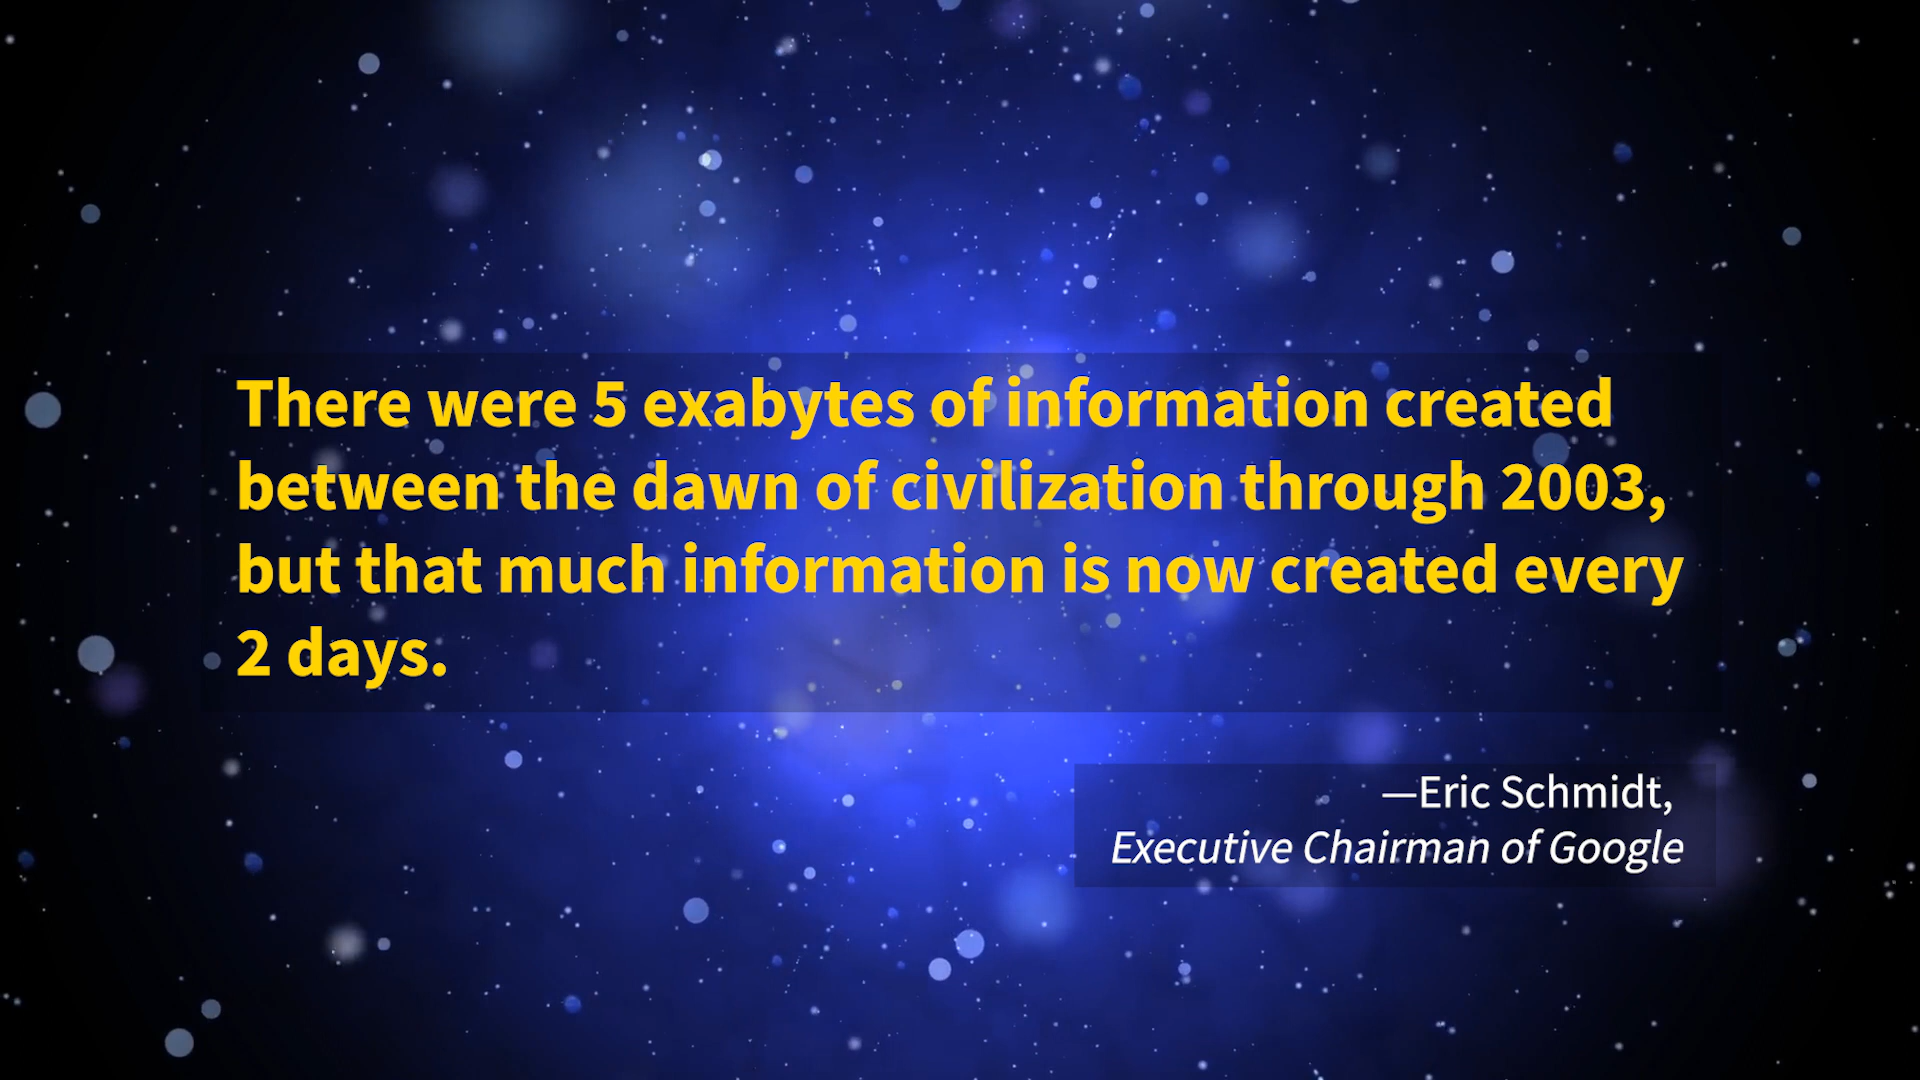 There were 5 exabytes of information created
between the dawn of civilization through 2003,
but that much information is now created every
2 days.
—Eric Schmidt,
Executive Chairman of Google